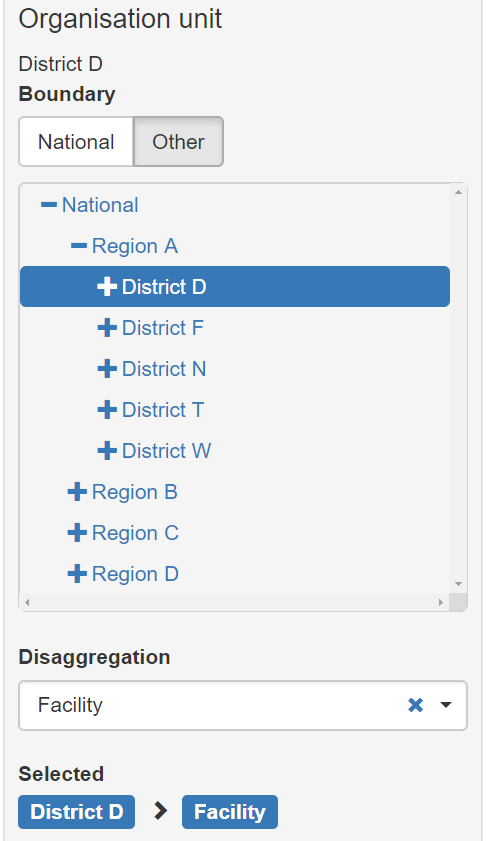 Organisation unit
District D
Boundary
National Other
National
Region A
District D
District F
District N
District T
District W
Region B
Region C
Region D
Disaggregation
Facility
Selected
District D Facility